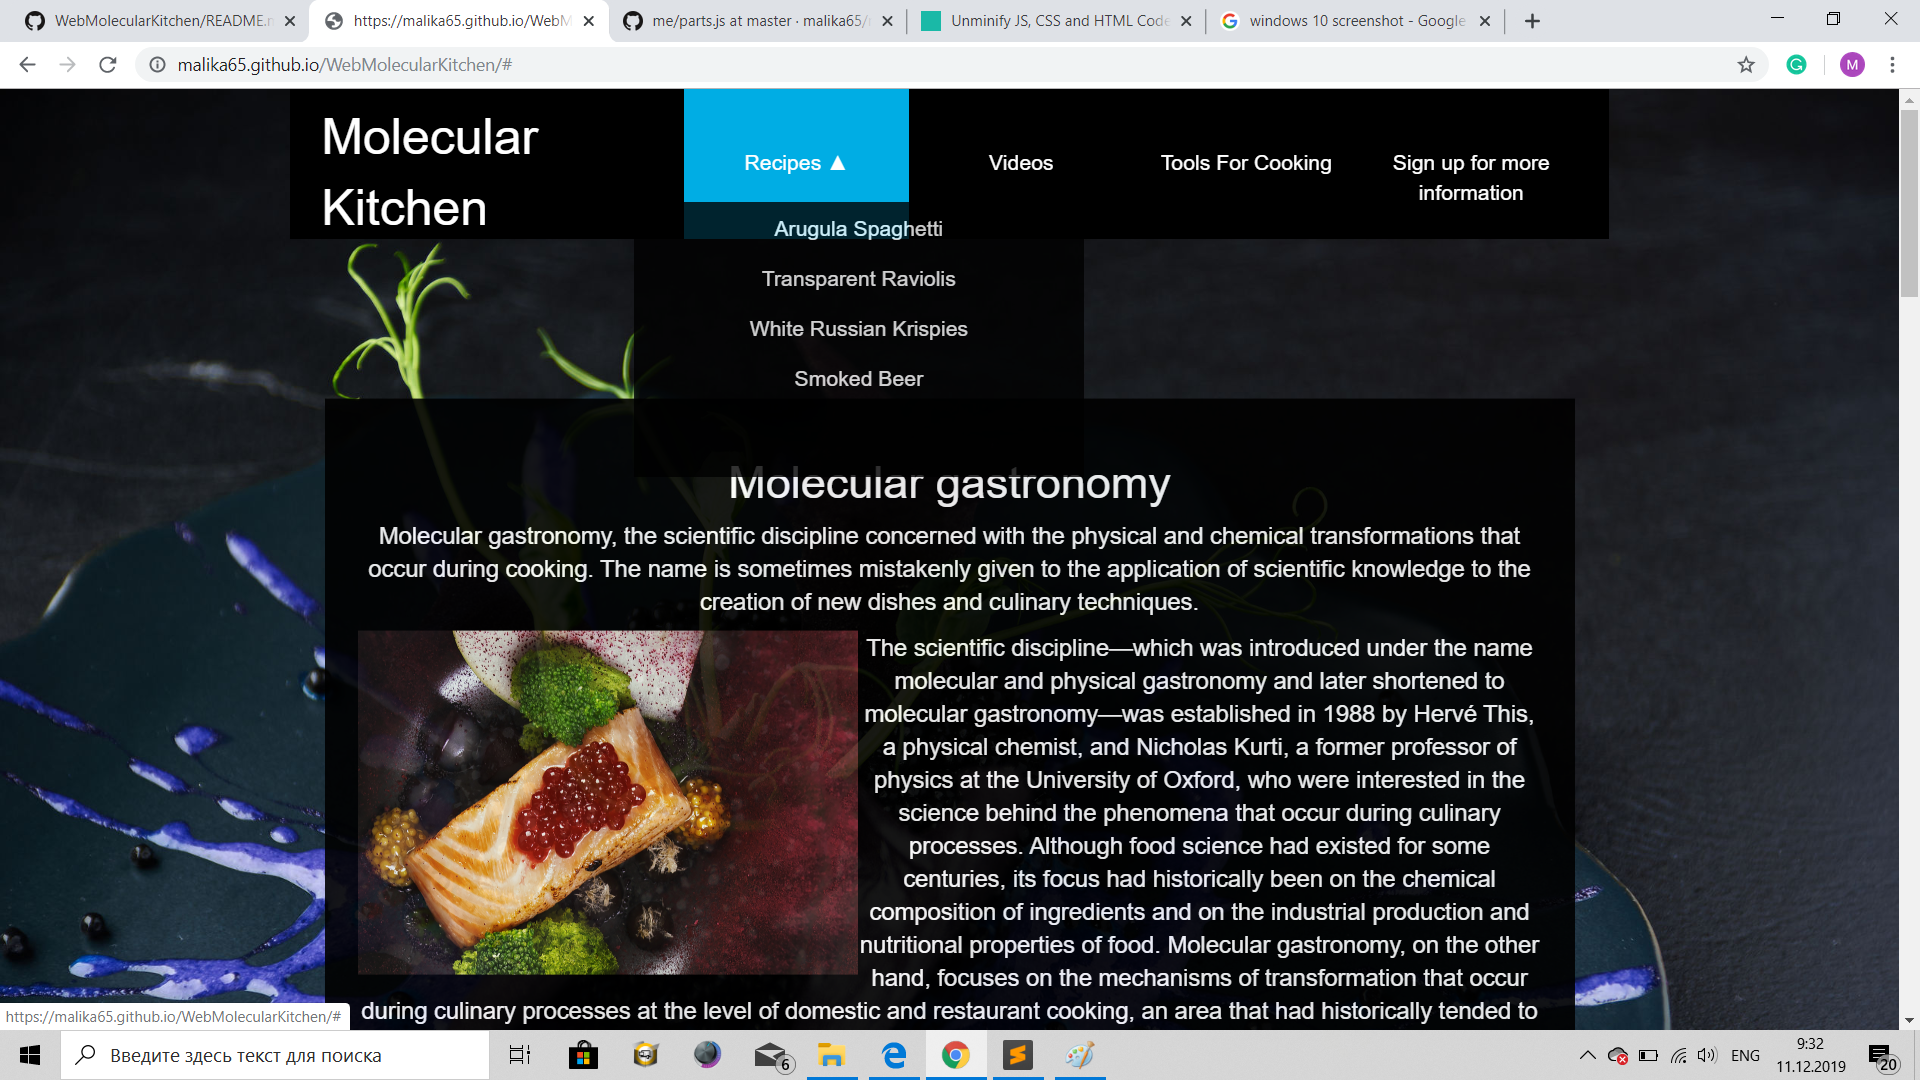 WebMolecularKitchen/README.m
https://malika65.github.io/WebM
me/parts.js at master · malika65/
Unminify JS, CSS and HTML Code
windows 10 screenshot - Google
malika65.github.io/WebMolecularKitchen/#
M
Molecular
Kitchen
Recipes ▲
Videos
Tools For Cooking
Sign up for more
information
Arugula Spaghetti
Transparent Raviolis
White Russian Krispies
Smoked Beer
Molecular gastronomy
Molecular gastronomy, the scientific discipline concerned with the physical and chemical transformations that
occur during cooking. The name is sometimes mistakenly given to the application of scientific knowledge to the
creation of new dishes and culinary techniques.
The scientific discipline—which was introduced under the name
molecular and physical gastronomy and later shortened to
molecular gastronomy—was established in 1988 by Hervé This,
a physical chemist, and Nicholas Kurti, a former professor of
physics at the University of Oxford, who were interested in the
science behind the phenomena that occur during culinary
processes. Although food science had existed for some
centuries, its focus had historically been on the chemical
composition of ingredients and on the industrial production and
nutritional properties of food. Molecular gastronomy, on the other
hand, focuses on the mechanisms of transformation that occur
during culinary processes at the level of domestic and restaurant cooking, an area that had historically tended to
https://malika65.github.io/WebMolecularKitchen/#
Введите здесь текст для поиска
6
ENG
9:32
11.12.2019
20